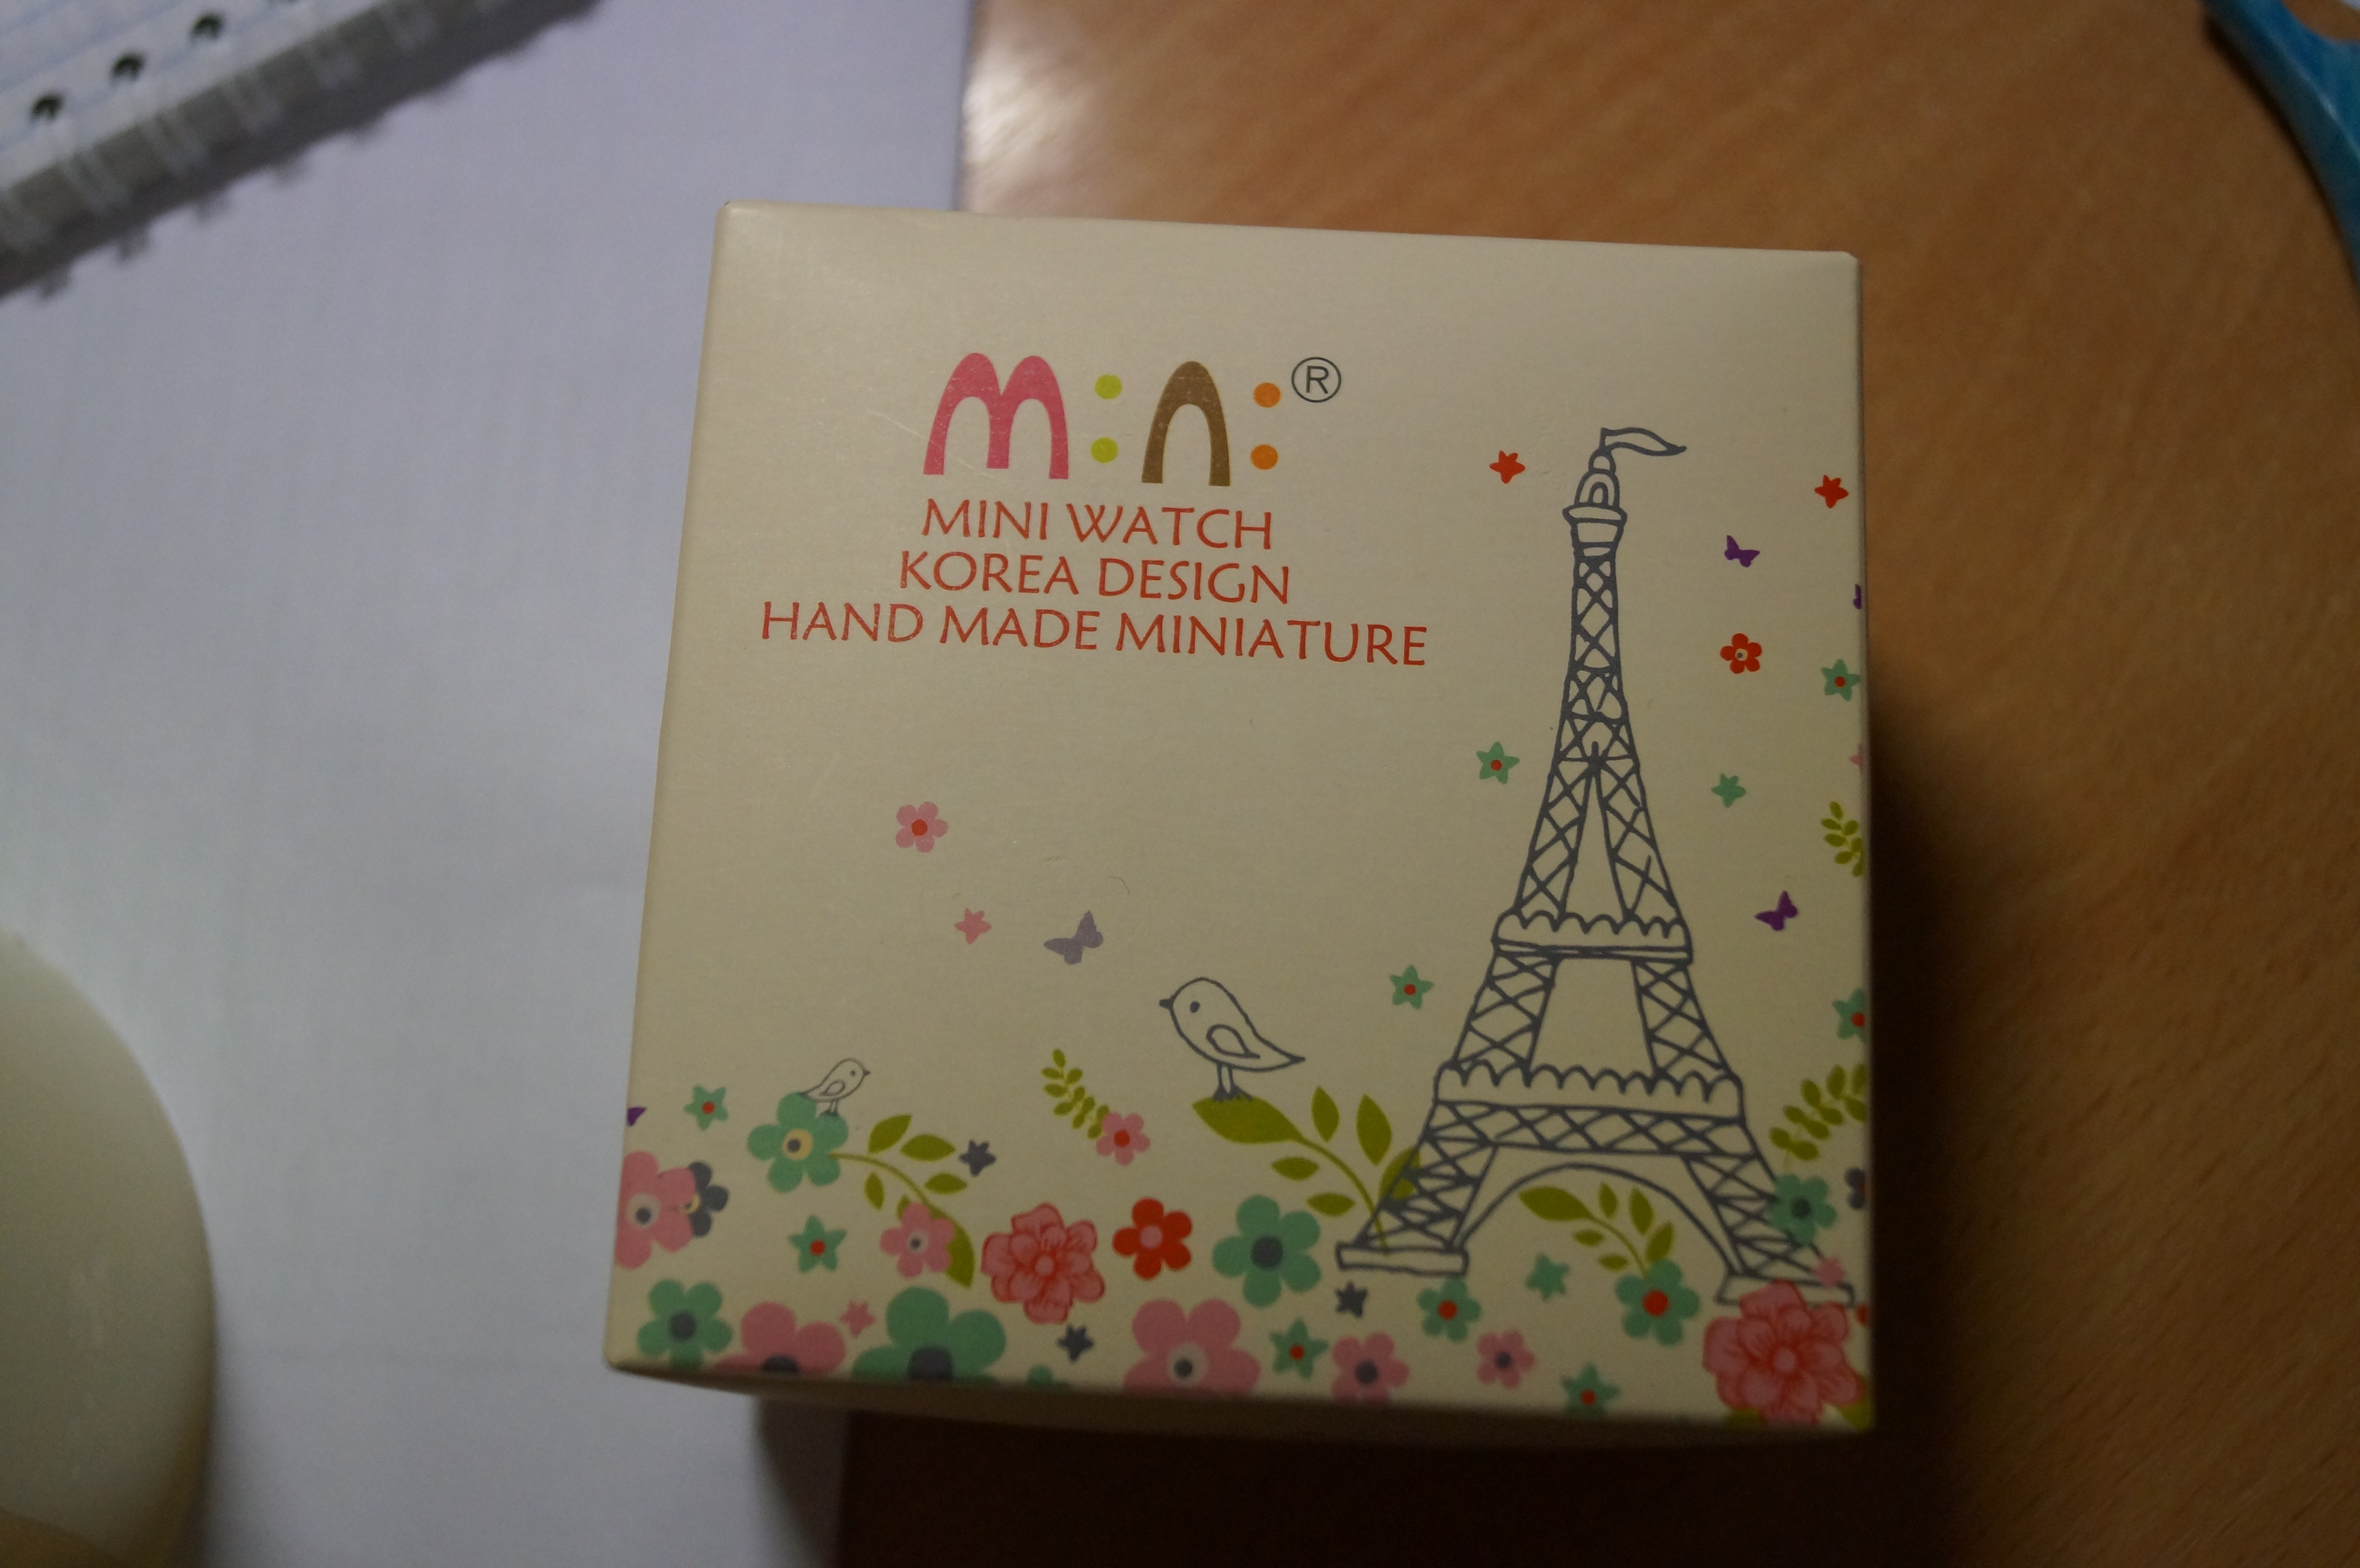 m:n:®
MINI WATCH
KOREA DESIGN
HAND MADE MINIATURE